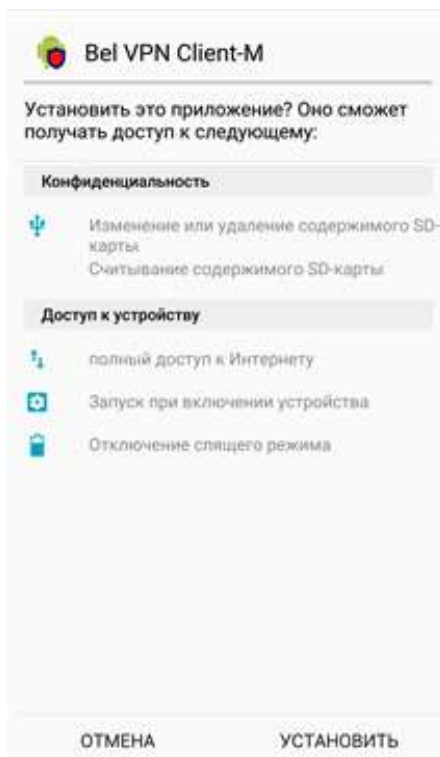 Bel VPN Client-M
Установить это приложение? Оно сможет
получать доступ к следующему:
Конфиденциальность
Изменение или удаление содержимого SD-
карты
Считывание содержимого SD-карты
Доступ к устройству
полный доступ к Интернету
Запуск при включении устройства
Отключение спящего режима
ОТМЕНА
УСТАНОВИТЬ